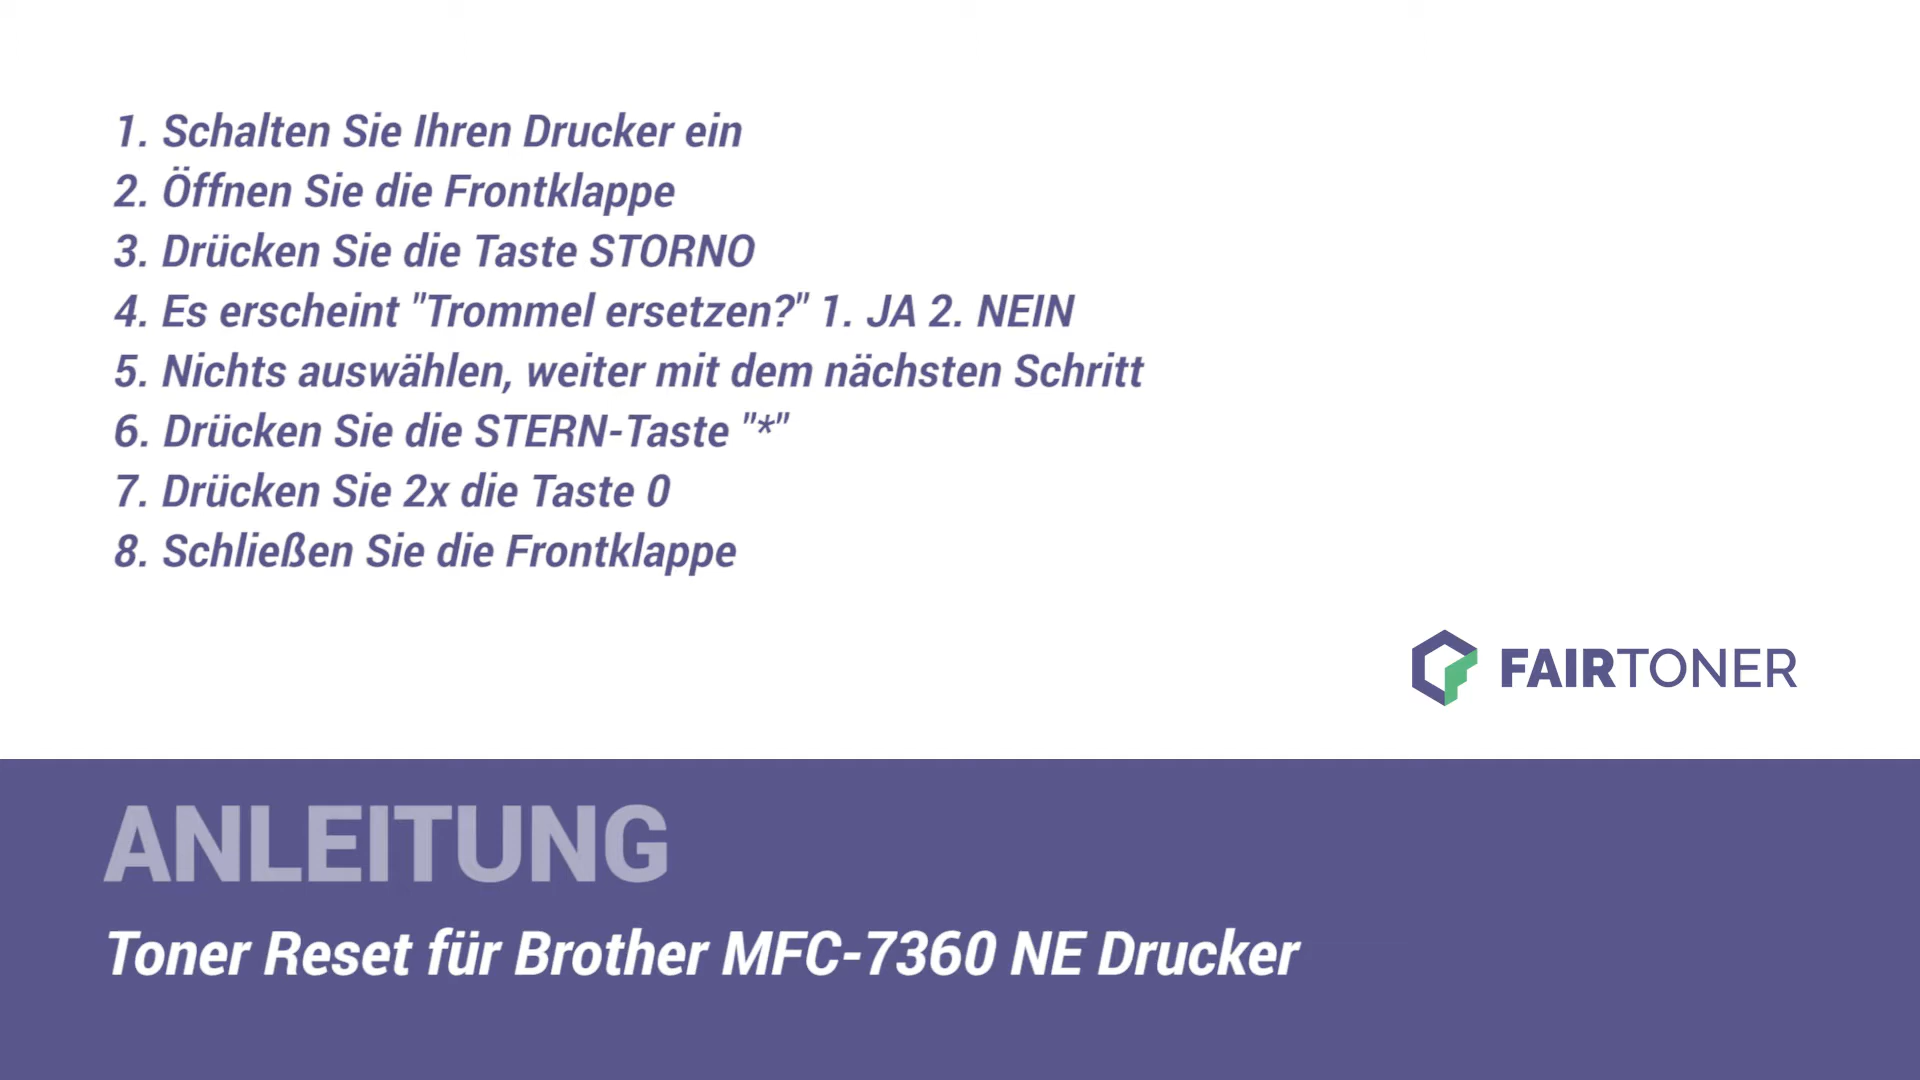 1. Schalten Sie Ihren Drucker ein
2. Öffnen Sie die Frontklappe
3. Drücken Sie die Taste STORNO
4. Es erscheint "Trommel ersetzen?" 1. JA 2. NEIN
5. Nichts auswählen, weiter mit dem nächsten Schritt
6. Drücken Sie die STERN-Taste "*"
7. Drücken Sie 2x die Taste 0
8. Schließen Sie die Frontklappe
FAIRTONER
ANLEITUNG
Toner Reset für Brother MFC-7360 NE Drucker